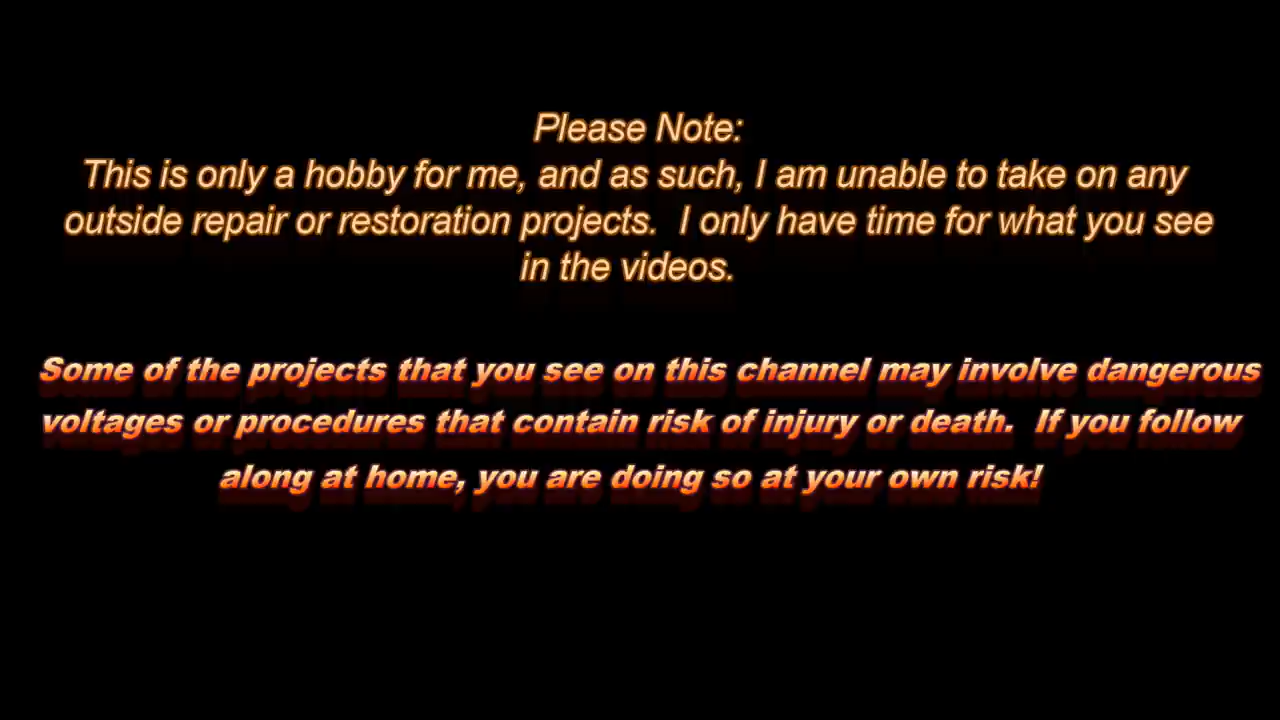 Please Note:
This is only a hobby for me, and as such, I am unable to take on any
outside repair or restoration projects.  I only have time for what you see
in the videos.
Some of the projects that you see on this channel may involve dangerous
voltages or procedures that contain risk of injury or death.  If you follow
along at home, you are doing so at your own risk!